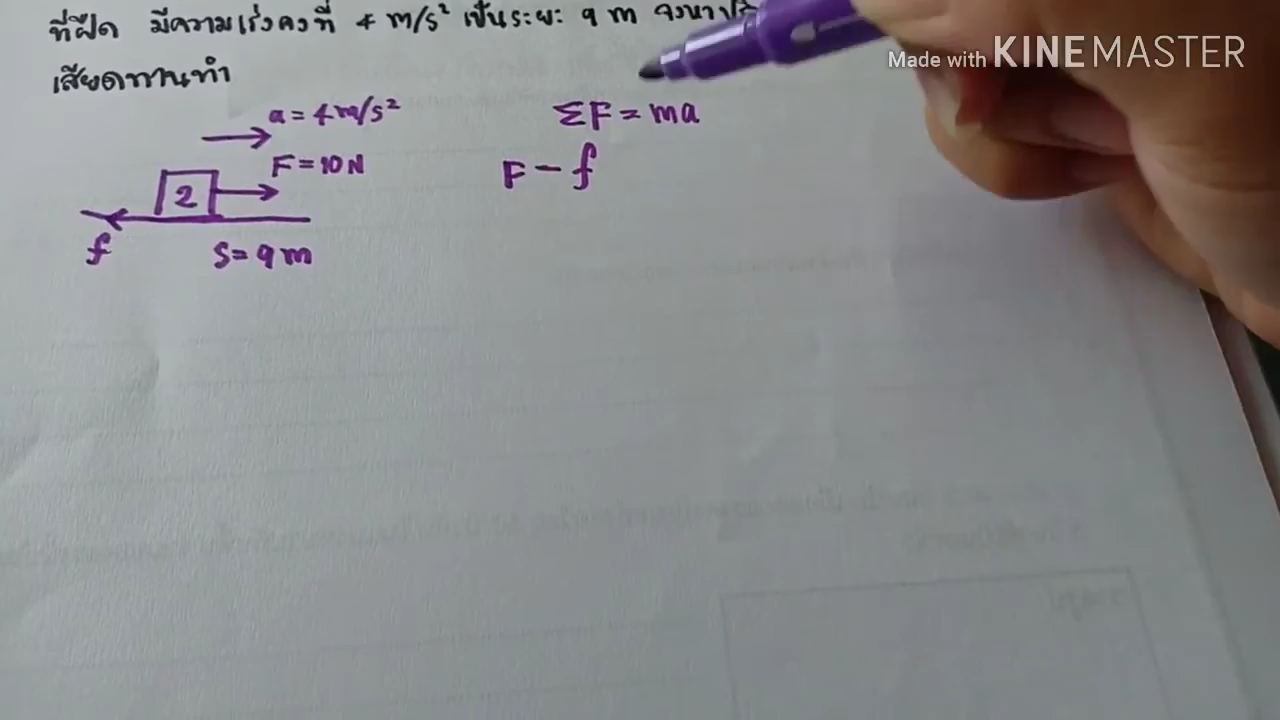 ที่ฝืด มีความเร่งคงที่ 4 m/s² เป็นระยะ 9 m จงหา
เสียดทานทำ
Made with KINEMASTER
a = 4 m/s²
ΣF = ma
F = 10 N
F - f
2
f
S = 9 m